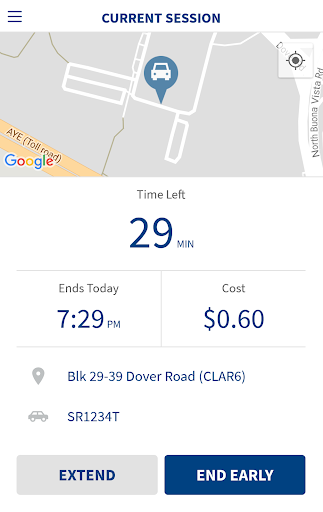 CURRENT SESSION
Dover
North Buona Vista Rd
AYE (Toll road)
Google
Time Left
29 MIN
Ends Today
Cost
7:29 PM
$0.60
Blk 29-39 Dover Road (CLAR6)
SR1234T
EXTEND
END EARLY